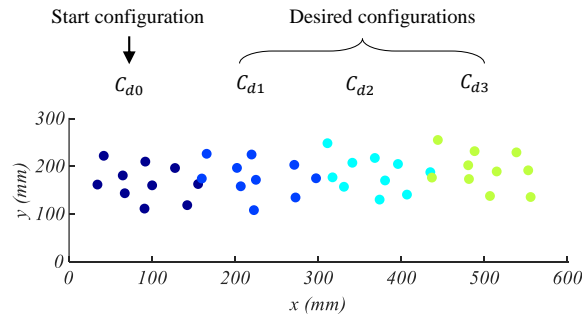 Start configuration Desired configurations
C_{d0} C_{d1} C_{d2} C_{d3}
300
200
100
0
y (mm)
0 100 200 300 400 500 600
x (mm)